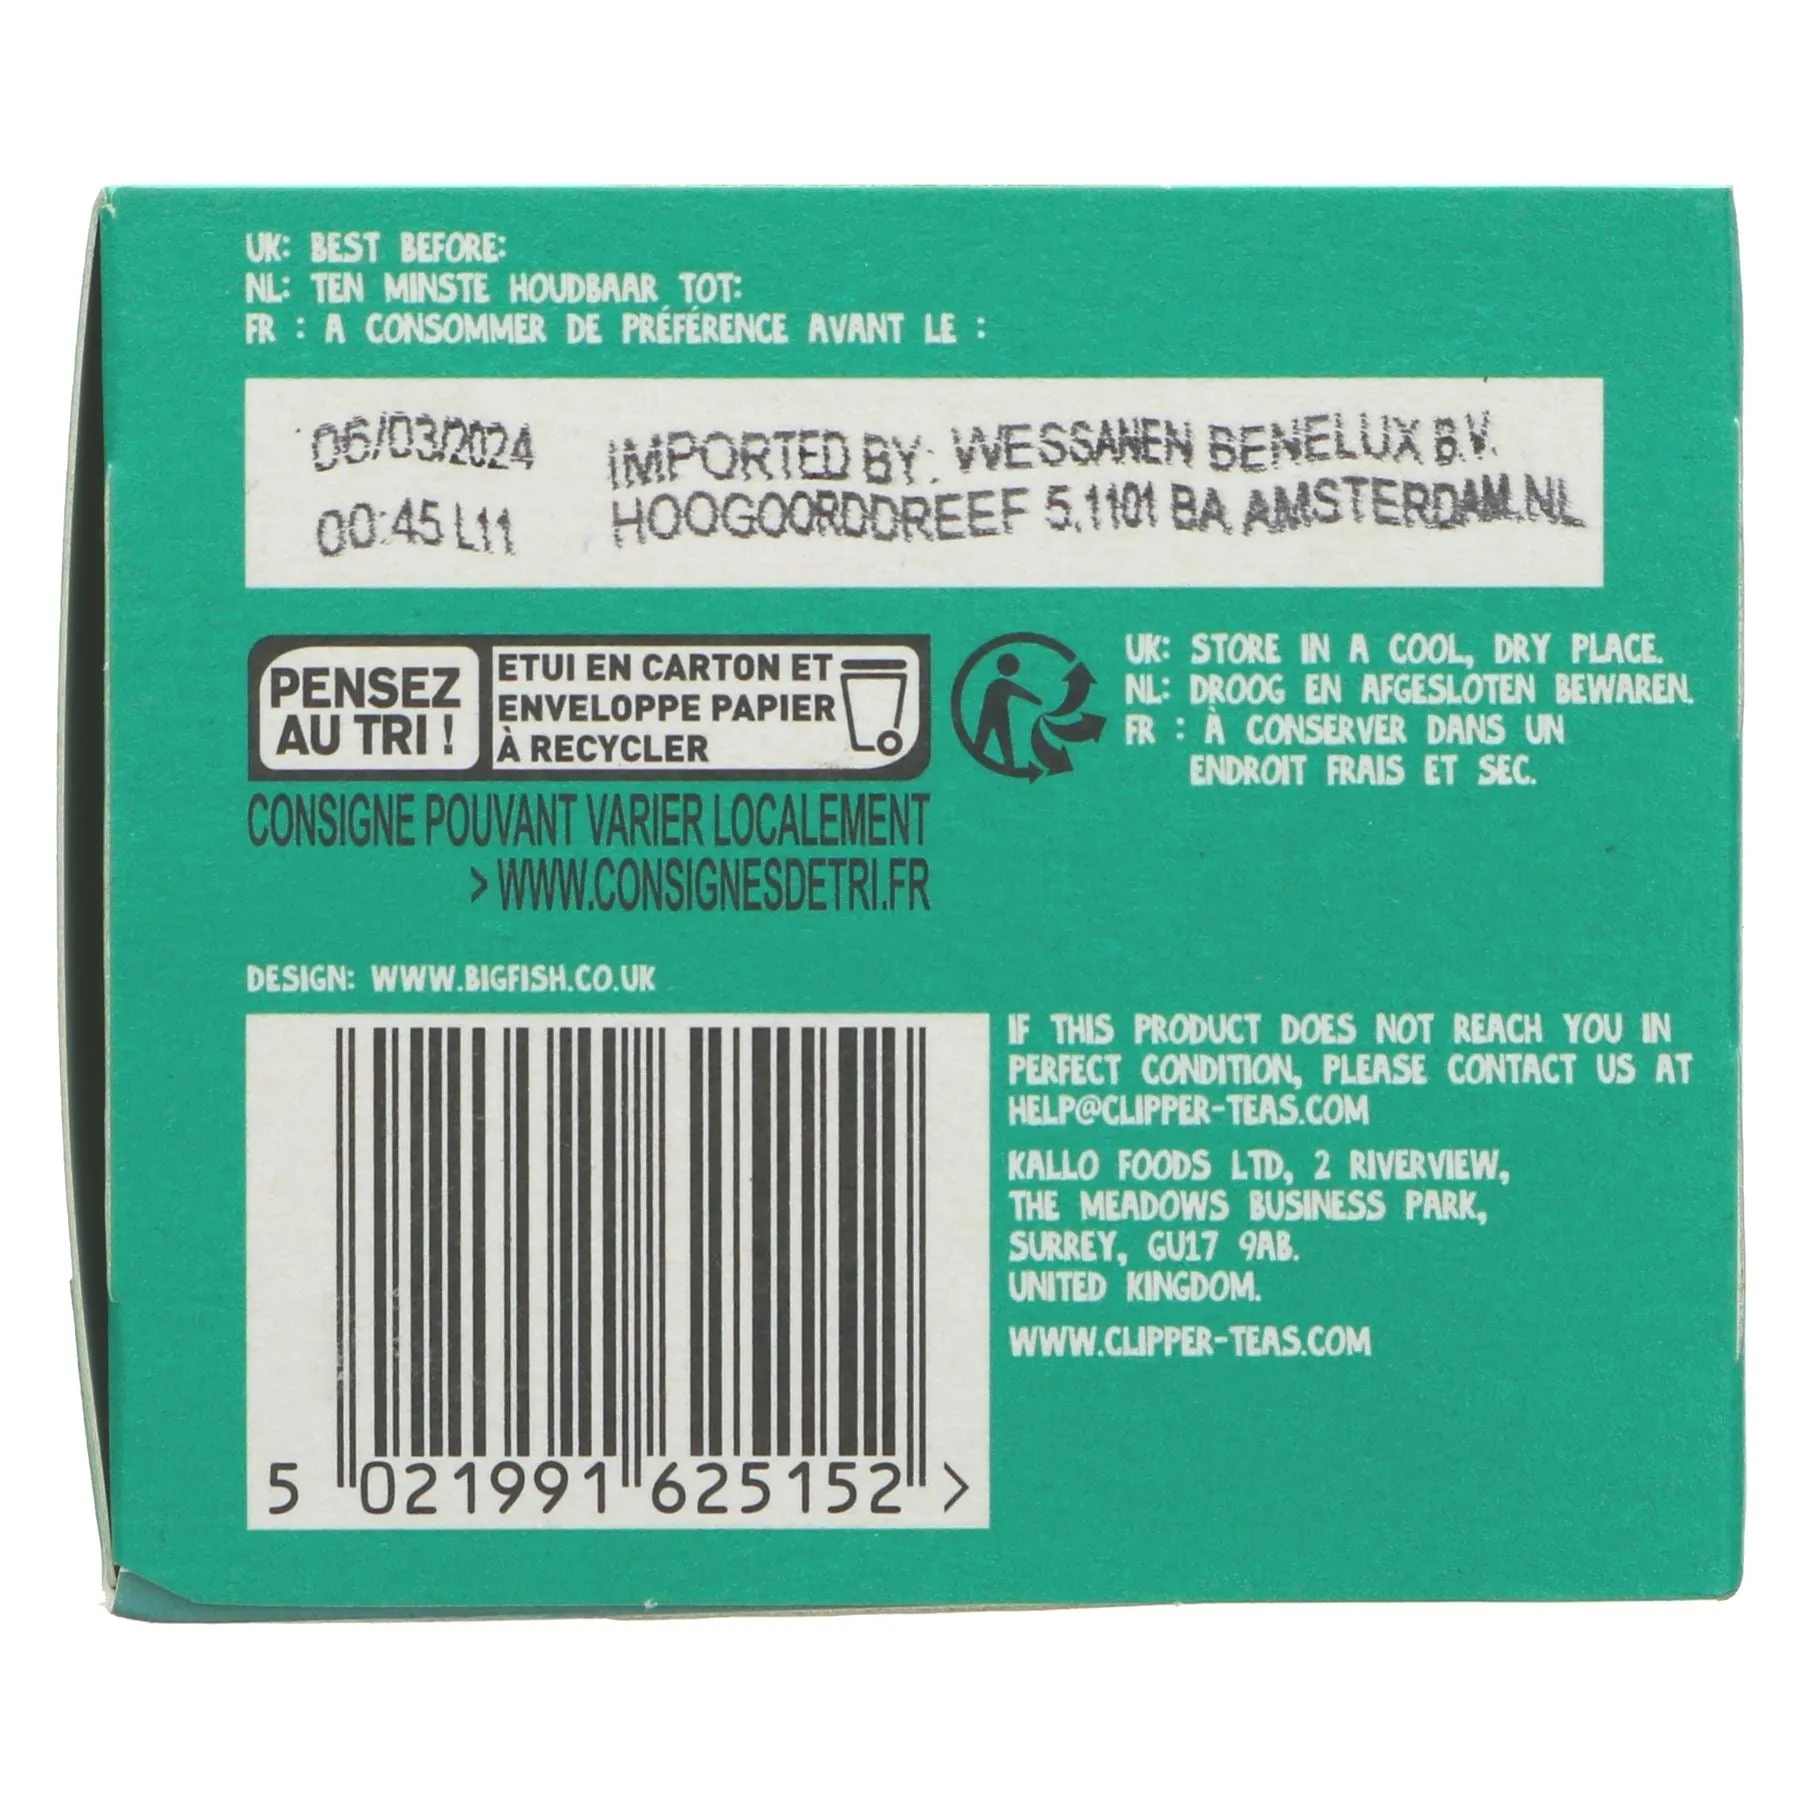 UK: BEST BEFORE:
NL: TEN MINSTE HOUDBAAR TOT:
FR : A CONSOMMER DE PRÉFÉRENCE AVANT LE :
06/03/2024
00:45 L11
IMPORTED BY: WESSANEN BENELUX B.V.
HOOGOORDDREEF 5,1101 BA AMSTERDAM.NL
PENSEZ
AU TRI !
ETUI EN CARTON ET
ENVELOPPE PAPIER
À RECYCLER
CONSIGNE POUVANT VARIER LOCALEMENT
> WWW.CONSIGNESDETRI.FR
UK: STORE IN A COOL, DRY PLACE.
NL: DROOG EN AFGESLOTEN BEWAREN.
FR : À CONSERVER DANS UN
ENDROIT FRAIS ET SEC.
DESIGN: WWW.BIGFISH.CO.UK
5 021991 625152 >
IF THIS PRODUCT DOES NOT REACH YOU IN
PERFECT CONDITION, PLEASE CONTACT US AT
HELP@CLIPPER-TEAS.COM
KALLO FOODS LTD, 2 RIVERVIEW,
THE MEADOWS BUSINESS PARK,
SURREY, GU17 9AB.
UNITED KINGDOM.
WWW.CLIPPER-TEAS.COM